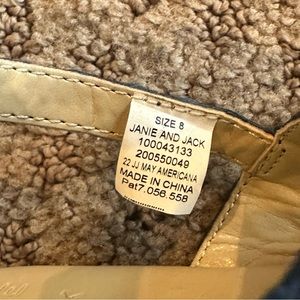 SIZE 8
JANIE AND JACK
100043133
200550049
22 JJ MAY AMERICANA
MADE IN CHINA
Pat7.056.558